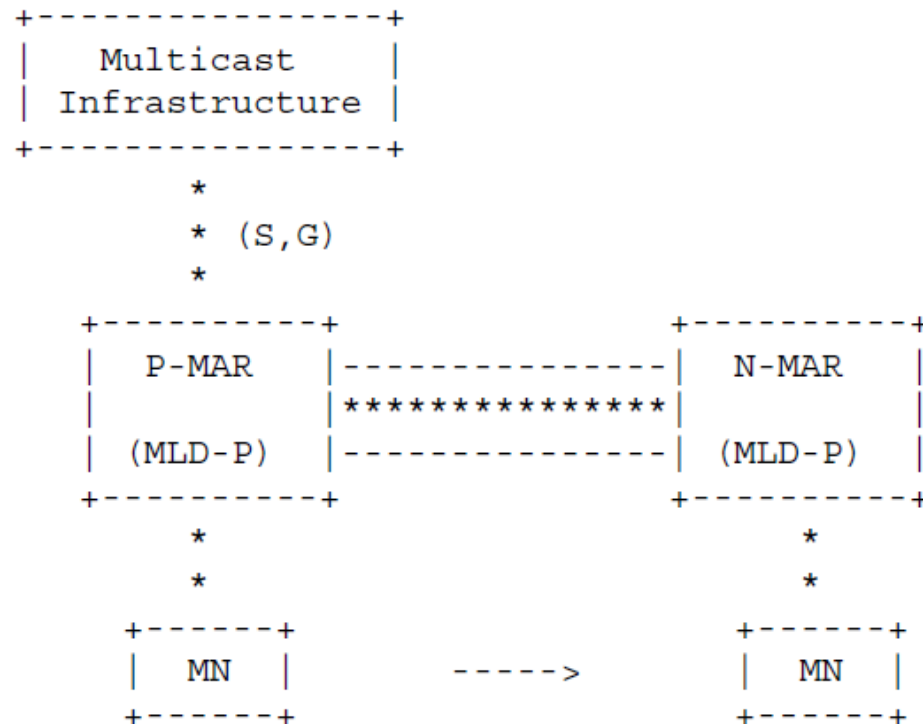 Multicast
Infrastructure
(S,G)
P-MAR N-MAR
(MLD-P) (MLD-P)
MN -----> MN